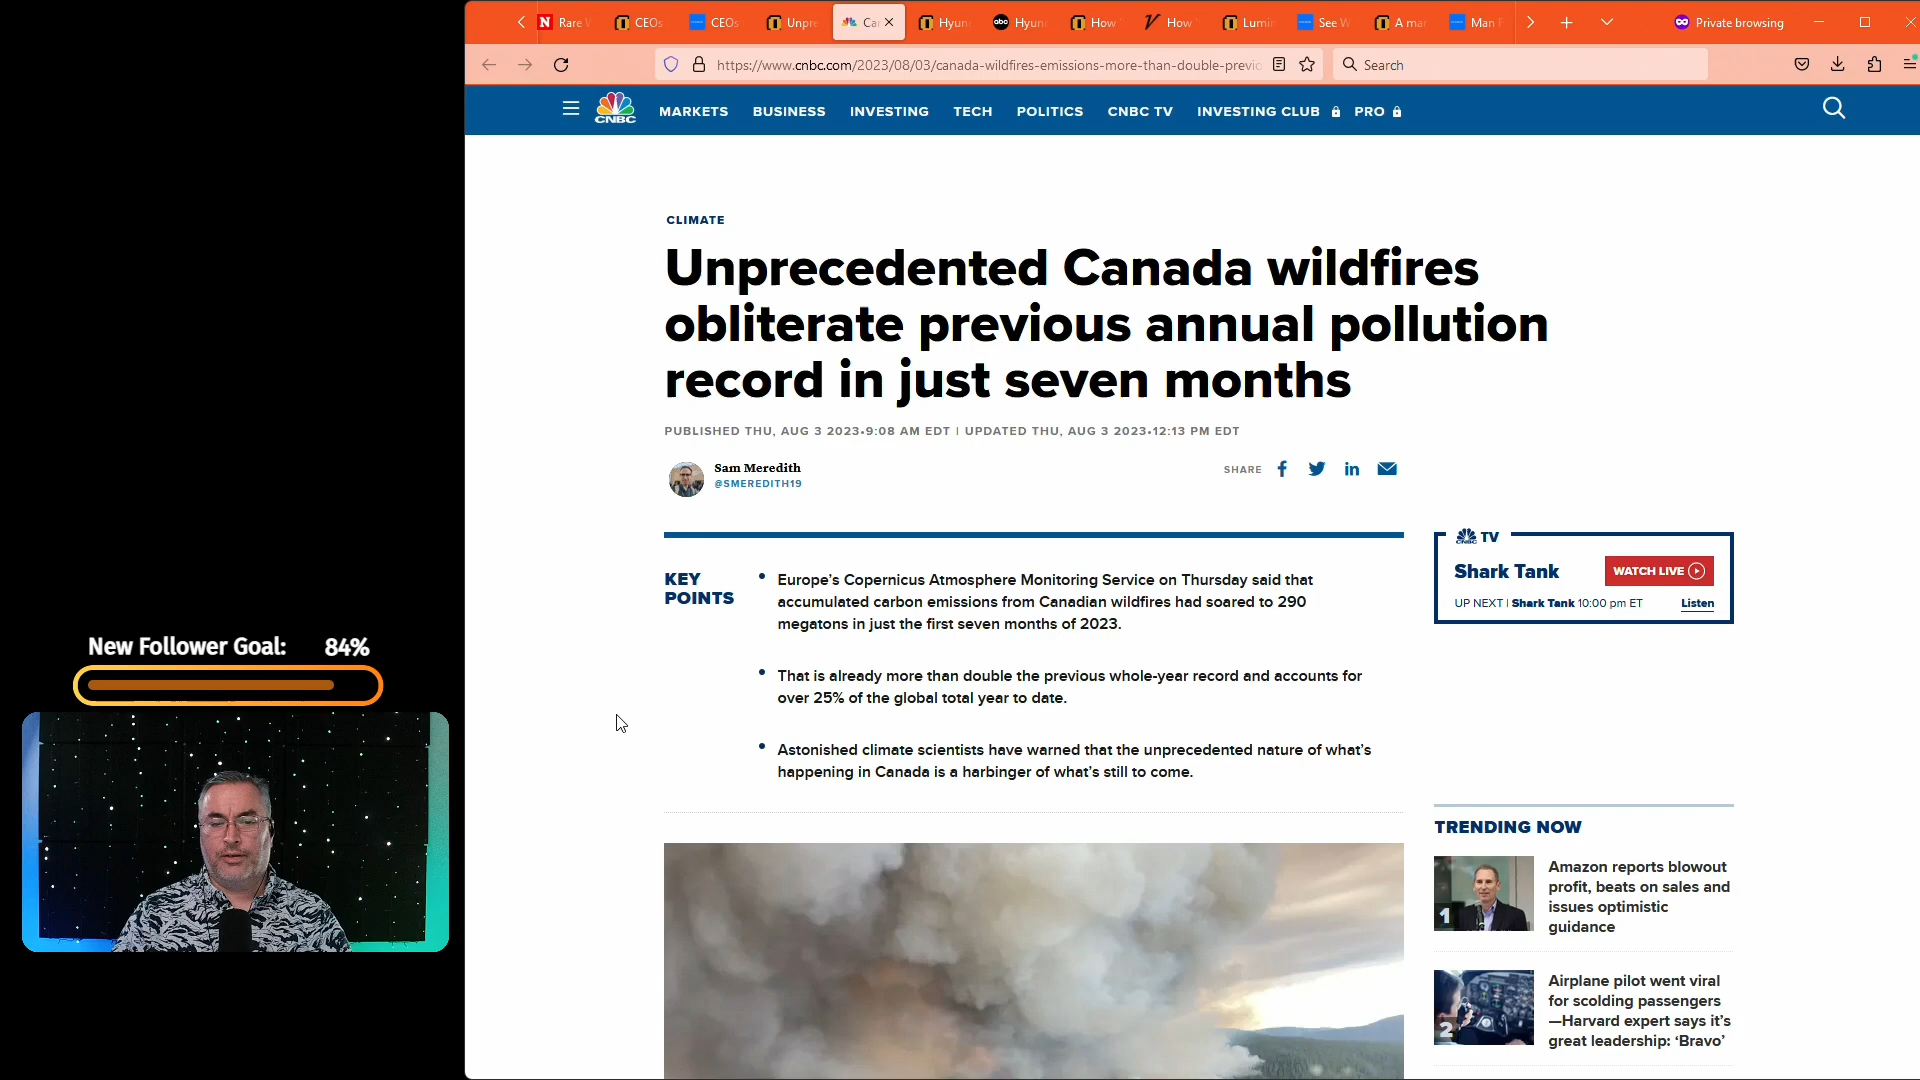 Rare
CEOs
CEOs
Unpre
Ca
Hyun
Hyun
How
How
Lumin
See W
A mar
Man F
Private browsing
https://www.cnbc.com/2023/08/03/canada-wildfires-emissions-more-than-double-previo
Search
CNBC
MARKETS
BUSINESS
INVESTING
TECH
POLITICS
CNBC TV
INVESTING CLUB
PRO
CLIMATE
Unprecedented Canada wildfires
obliterate previous annual pollution
record in just seven months
PUBLISHED THU, AUG 3 2023•9:08 AM EDT | UPDATED THU, AUG 3 2023•12:13 PM EDT
Sam Meredith
@SMEREDITH19
SHARE
KEY
POINTS
Europe’s Copernicus Atmosphere Monitoring Service on Thursday said that
accumulated carbon emissions from Canadian wildfires had soared to 290
megatons in just the first seven months of 2023.
That is already more than double the previous whole-year record and accounts for
over 25% of the global total year to date.
Astonished climate scientists have warned that the unprecedented nature of what’s
happening in Canada is a harbinger of what’s still to come.
CNBC TV
Shark Tank
WATCH LIVE
UP NEXT | Shark Tank 10:00 pm ET
Listen
TRENDING NOW
1
Amazon reports blowout
profit, beats on sales and
issues optimistic
guidance
2
Airplane pilot went viral
for scolding passengers
—Harvard expert says it’s
great leadership: ‘Bravo’
New Follower Goal: 84%